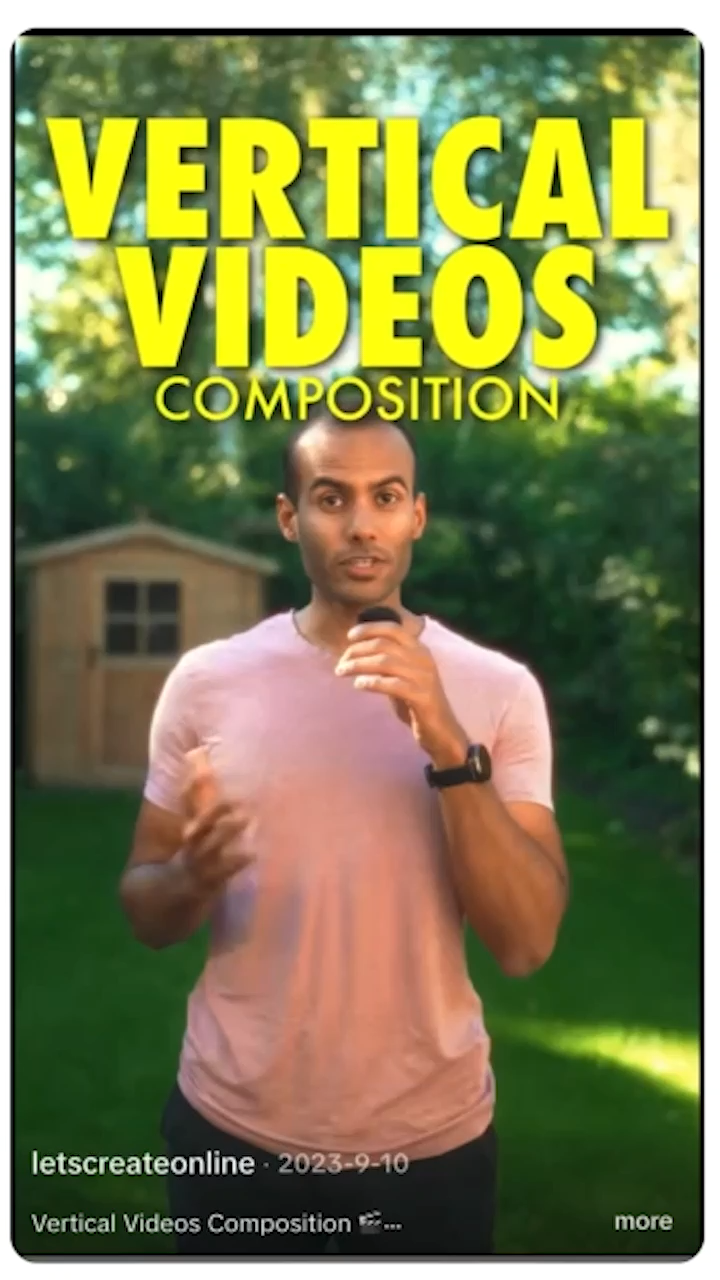 VERTICAL
VIDEOS
COMPOSITION
letscreateonline · 2023-9-10
Vertical Videos Composition 🎬...
more